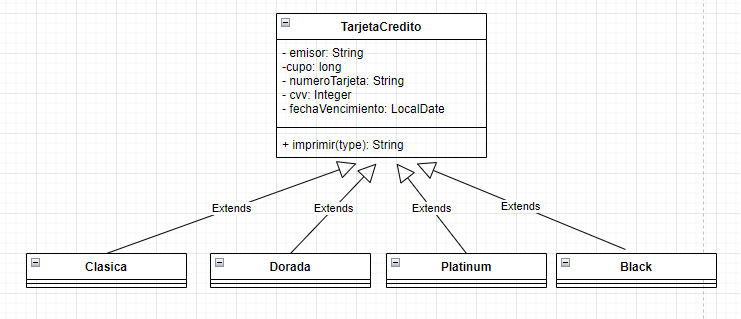 TarjetaCredito
- emisor: String
-cupo: long
- numeroTarjeta: String
- cvv: Integer
- fechaVencimiento: LocalDate
+ imprimir(type): String
Extends
Extends
Extends
Extends
Clasica
Dorada
Platinum
Black